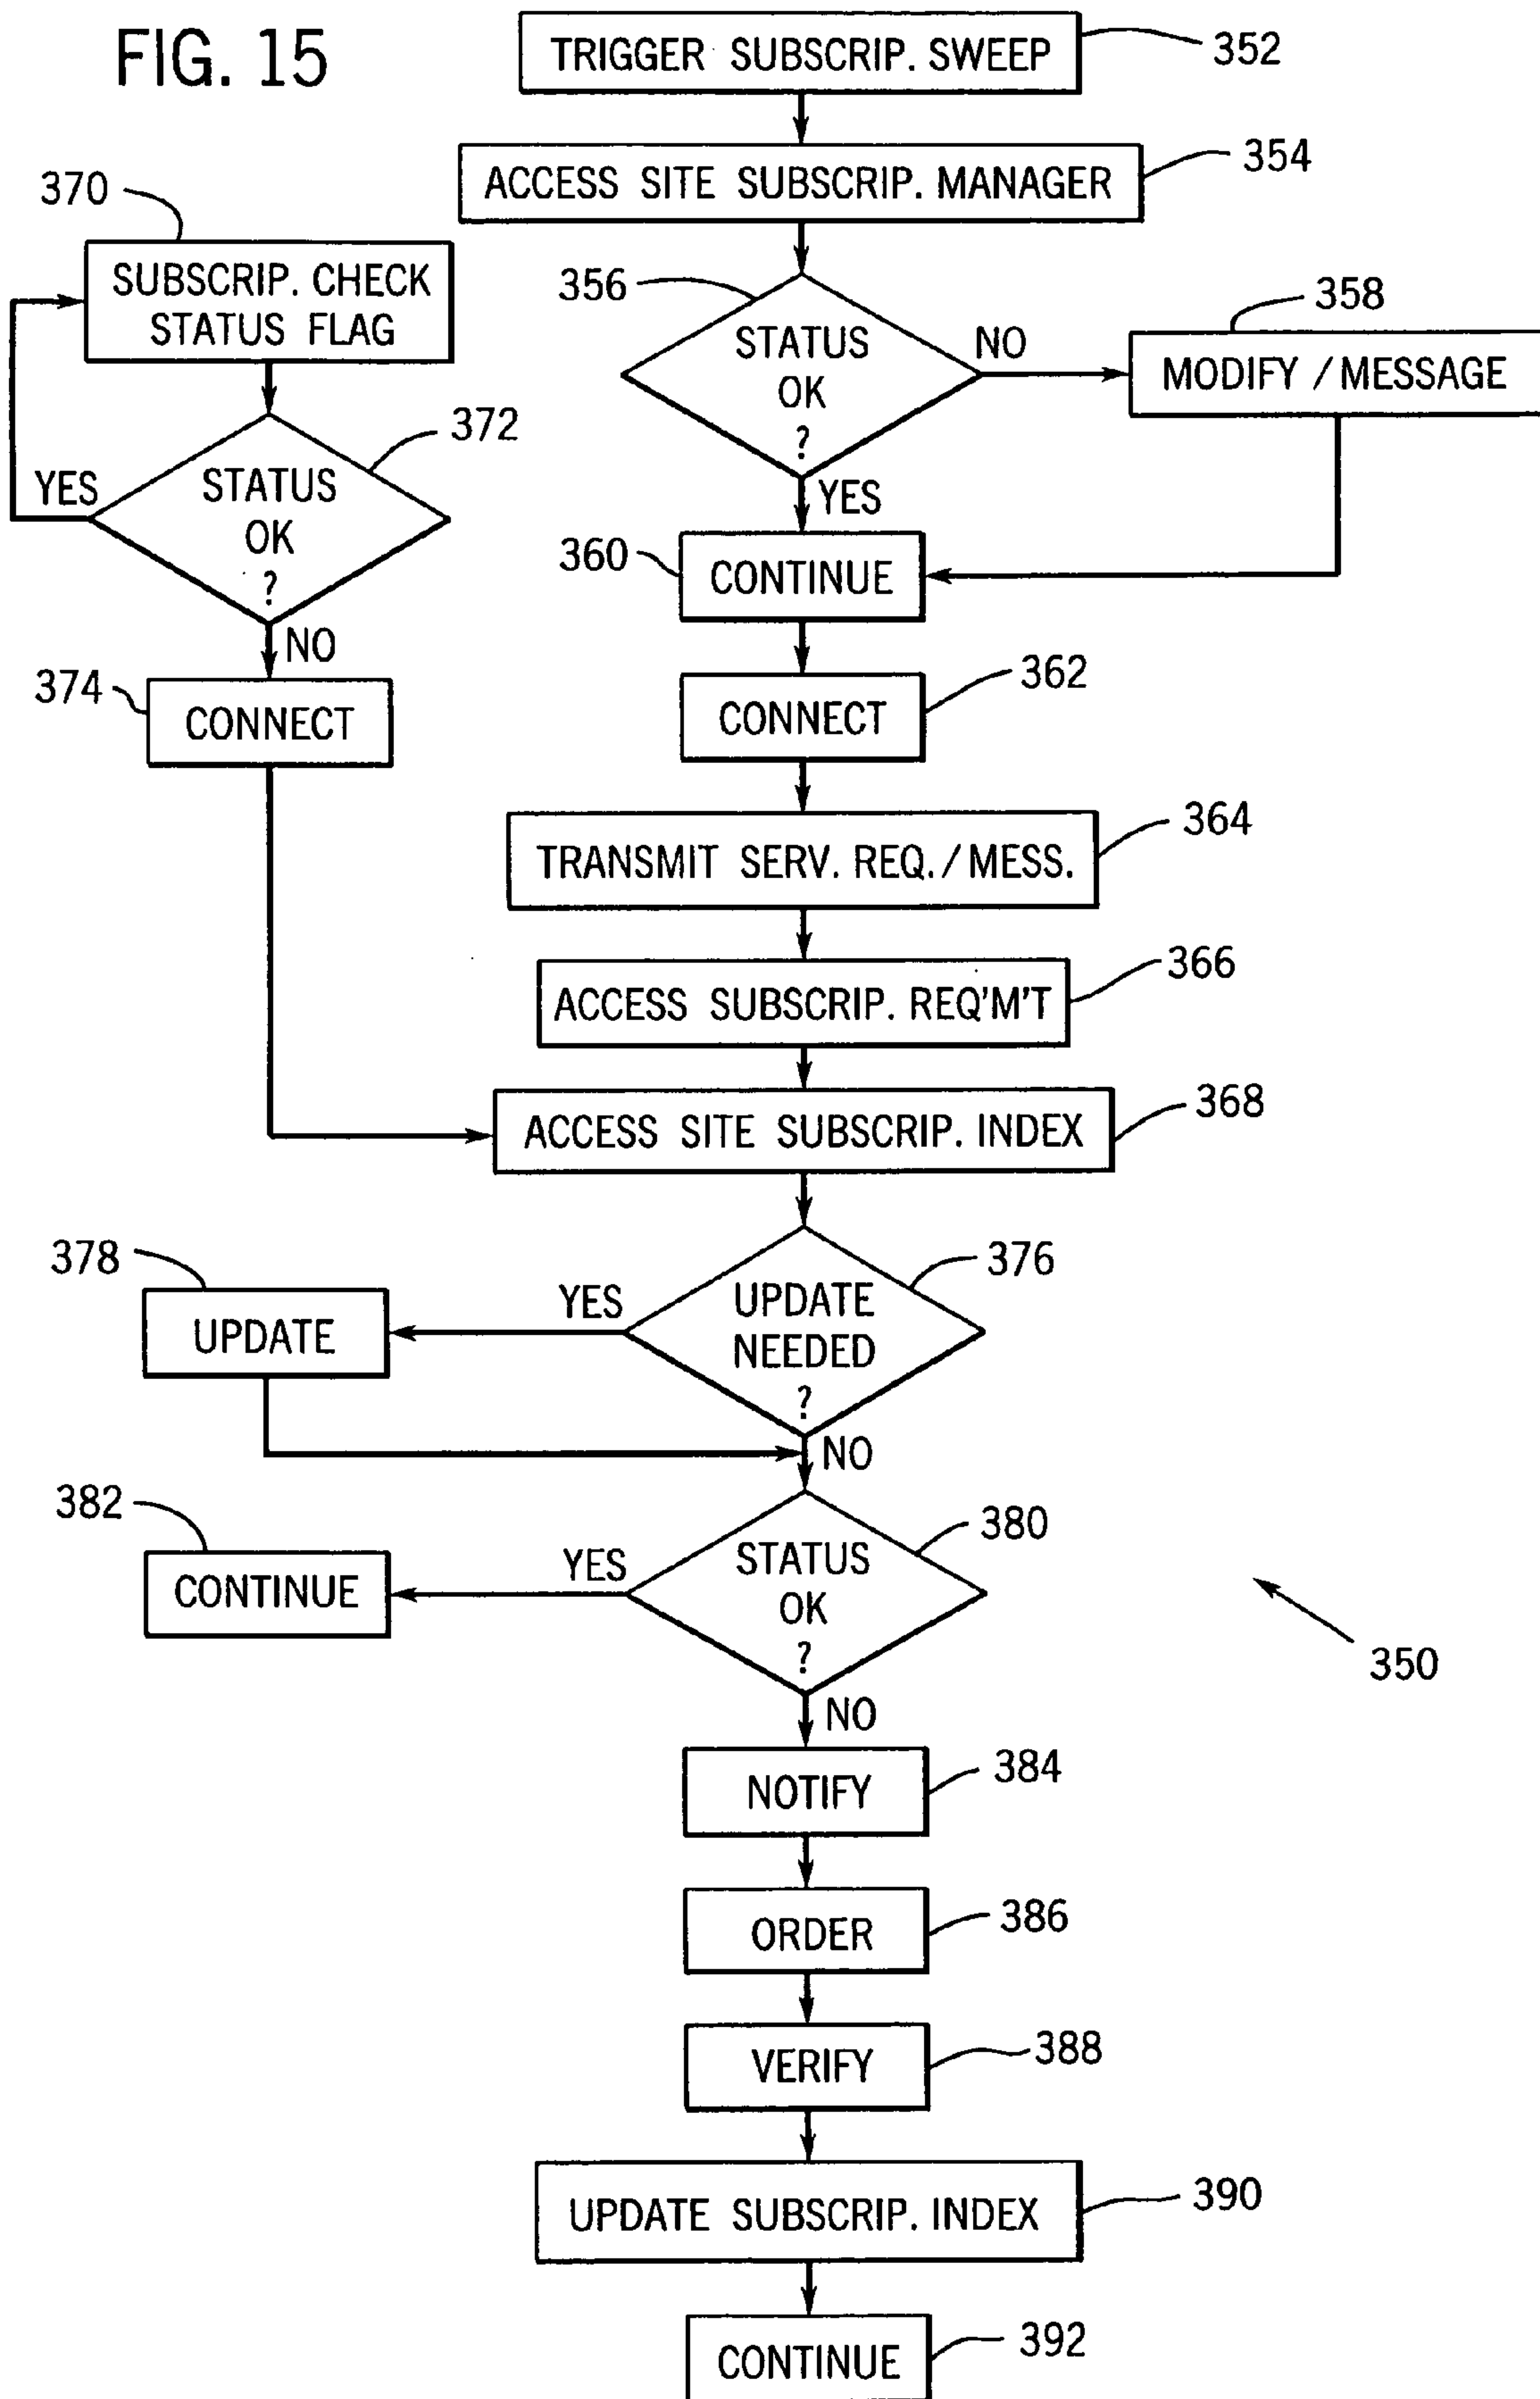 FIG. 15
TRIGGER SUBSCRIP. SWEEP
352
ACCESS SITE SUBSCRIP. MANAGER
354
370
SUBSCRIP. CHECK
STATUS FLAG
356
STATUS
OK
?
NO
358
MODIFY / MESSAGE
YES
372
STATUS
OK
?
YES
NO
360
CONTINUE
374
CONNECT
362
CONNECT
364
TRANSMIT SERV. REQ. / MESS.
366
ACCESS SUBSCRIP. REQ'M'T
368
ACCESS SITE SUBSCRIP. INDEX
376
UPDATE
NEEDED
?
YES
378
UPDATE
NO
380
STATUS
OK
?
YES
382
CONTINUE
350
NO
384
NOTIFY
386
ORDER
388
VERIFY
390
UPDATE SUBSCRIP. INDEX
392
CONTINUE